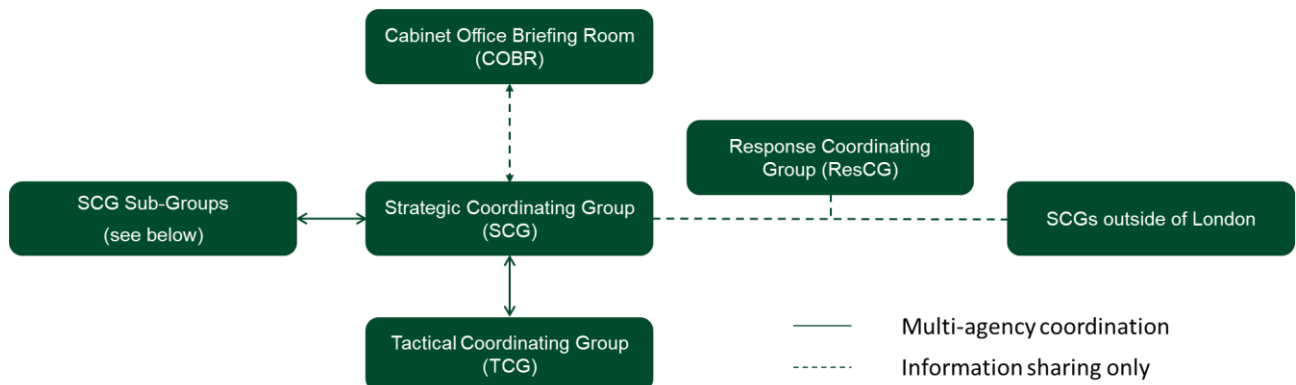 Cabinet Office Briefing Room
(COBR)
Response Coordinating
Group (ResCG)
SCG Sub-Groups
(see below)
Strategic Coordinating Group
(SCG)
SCGs outside of London
Tactical Coordinating Group
(TCG)
Multi-agency coordination
Information sharing only